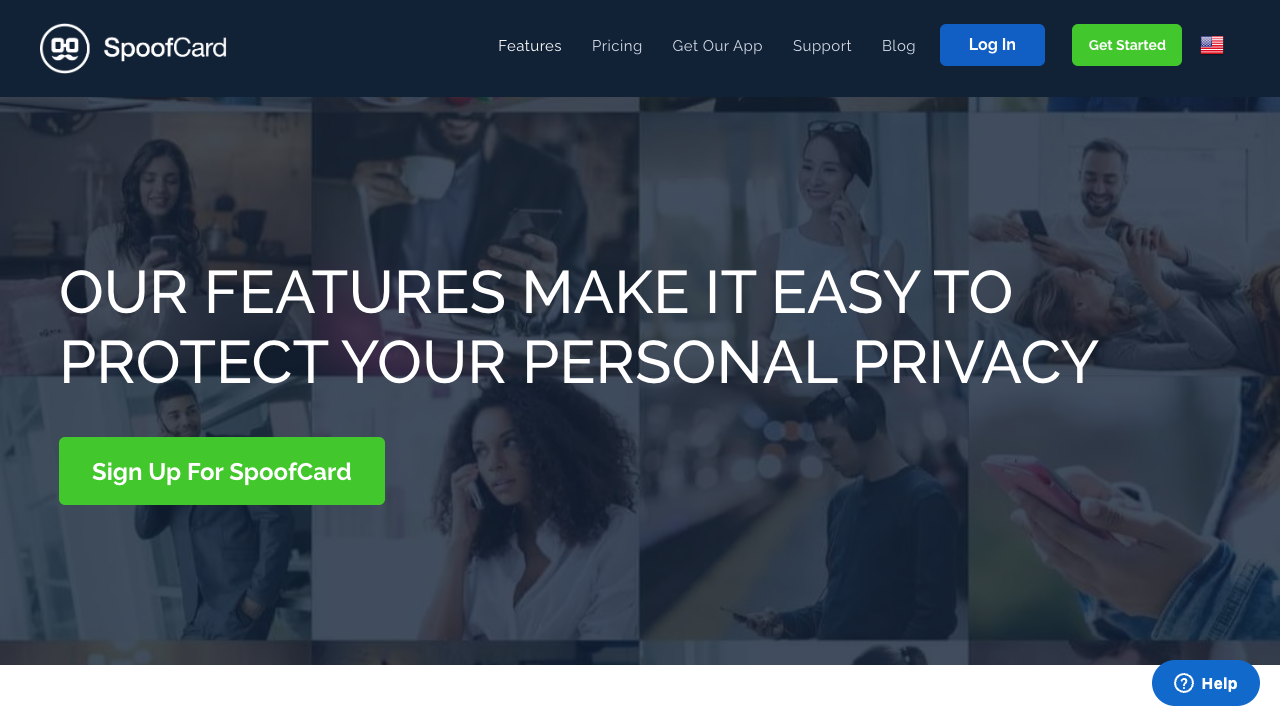 SpoofCard
Features
Pricing
Get Our App
Support
Blog
Log In
Get Started
OUR FEATURES MAKE IT EASY TO
PROTECT YOUR PERSONAL PRIVACY
Sign Up For SpoofCard
Help